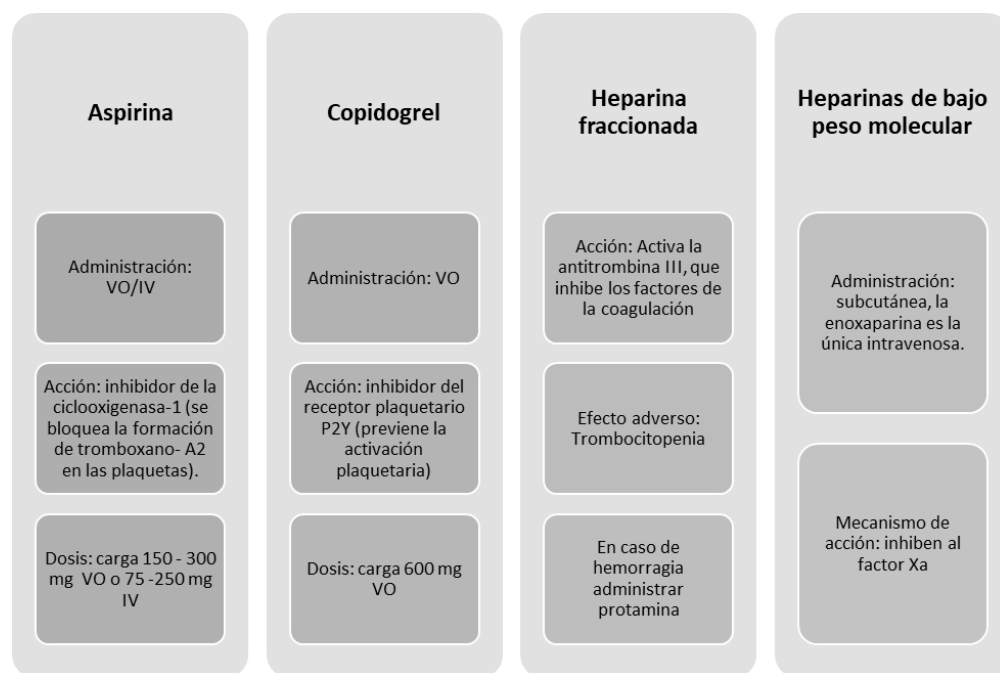 Aspirina
Administración:
VO/IV
Acción: inhibidor de la
ciclooxigenasa-1 (se
bloquea la formación
de tromboxano- A2
en las plaquetas).
Dosis: carga 150 - 300
mg VO o 75 -250 mg
IV
Copidogrel
Administración: VO
Acción: inhibidor del
receptor plaquetario
P2Y (previene la
activación
plaquetaria)
Dosis: carga 600 mg
VO
Heparina
fraccionada
Acción: Activa la
antitrombina III, que
inhibe los factores de
la coagulación
Efecto adverso:
Trombocitopenia
En caso de
hemorragia
administrar
protamina
Heparinas de bajo
peso molecular
Administración:
subcutánea, la
enoxaparina es la
única intravenosa.
Mecanismo de
acción: inhiben al
factor Xa